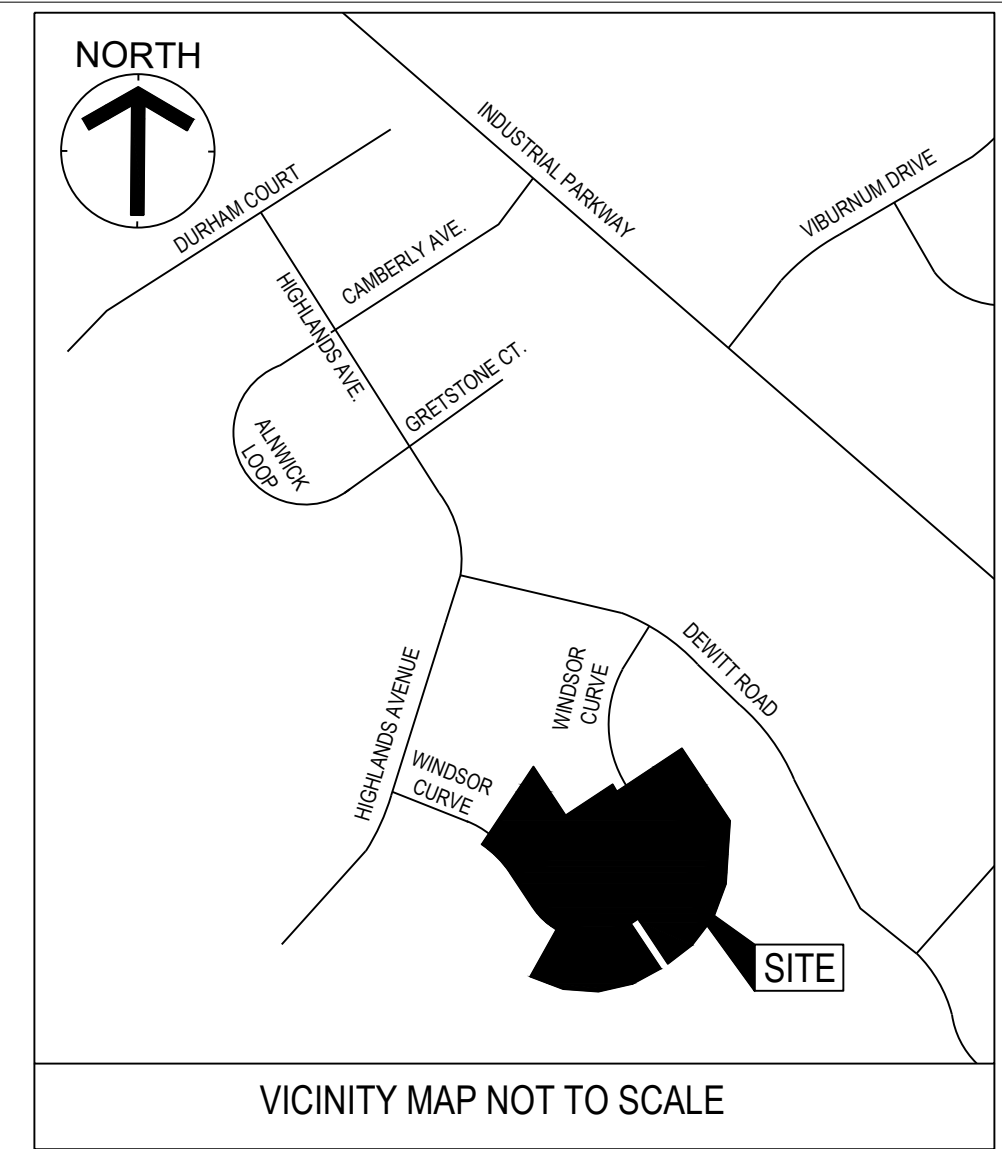 NORTH
INDUSTRIAL PARKWAY
VIBURNUM DRIVE
DURHAM COURT
CAMBERLY AVE.
HIGHLANDS AVE.
GRETSTONE CT.
ALNWICK
LOOP
DEWITT ROAD
WINDSOR
CURVE
HIGHLANDS AVENUE
WINDSOR
CURVE
SITE
VICINITY MAP NOT TO SCALE